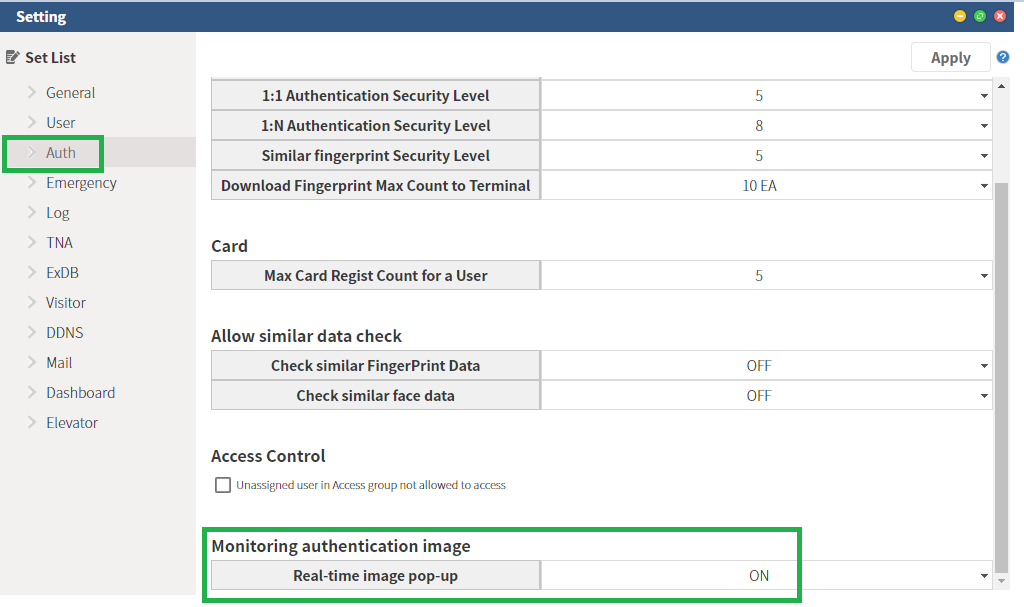 Setting
Set List
Apply
?
General
User
Auth
Emergency
Log
TNA
ExDB
Visitor
DDNS
Mail
Dashboard
Elevator
1:1 Authentication Security Level 5
1:N Authentication Security Level 8
Similar fingerprint Security Level 5
Download Fingerprint Max Count to Terminal 10 EA
Card
Max Card Regist Count for a User 5
Allow similar data check
Check similar FingerPrint Data OFF
Check similar face data OFF
Access Control
Unassigned user in Access group not allowed to access
Monitoring authentication image
Real-time image pop-up ON